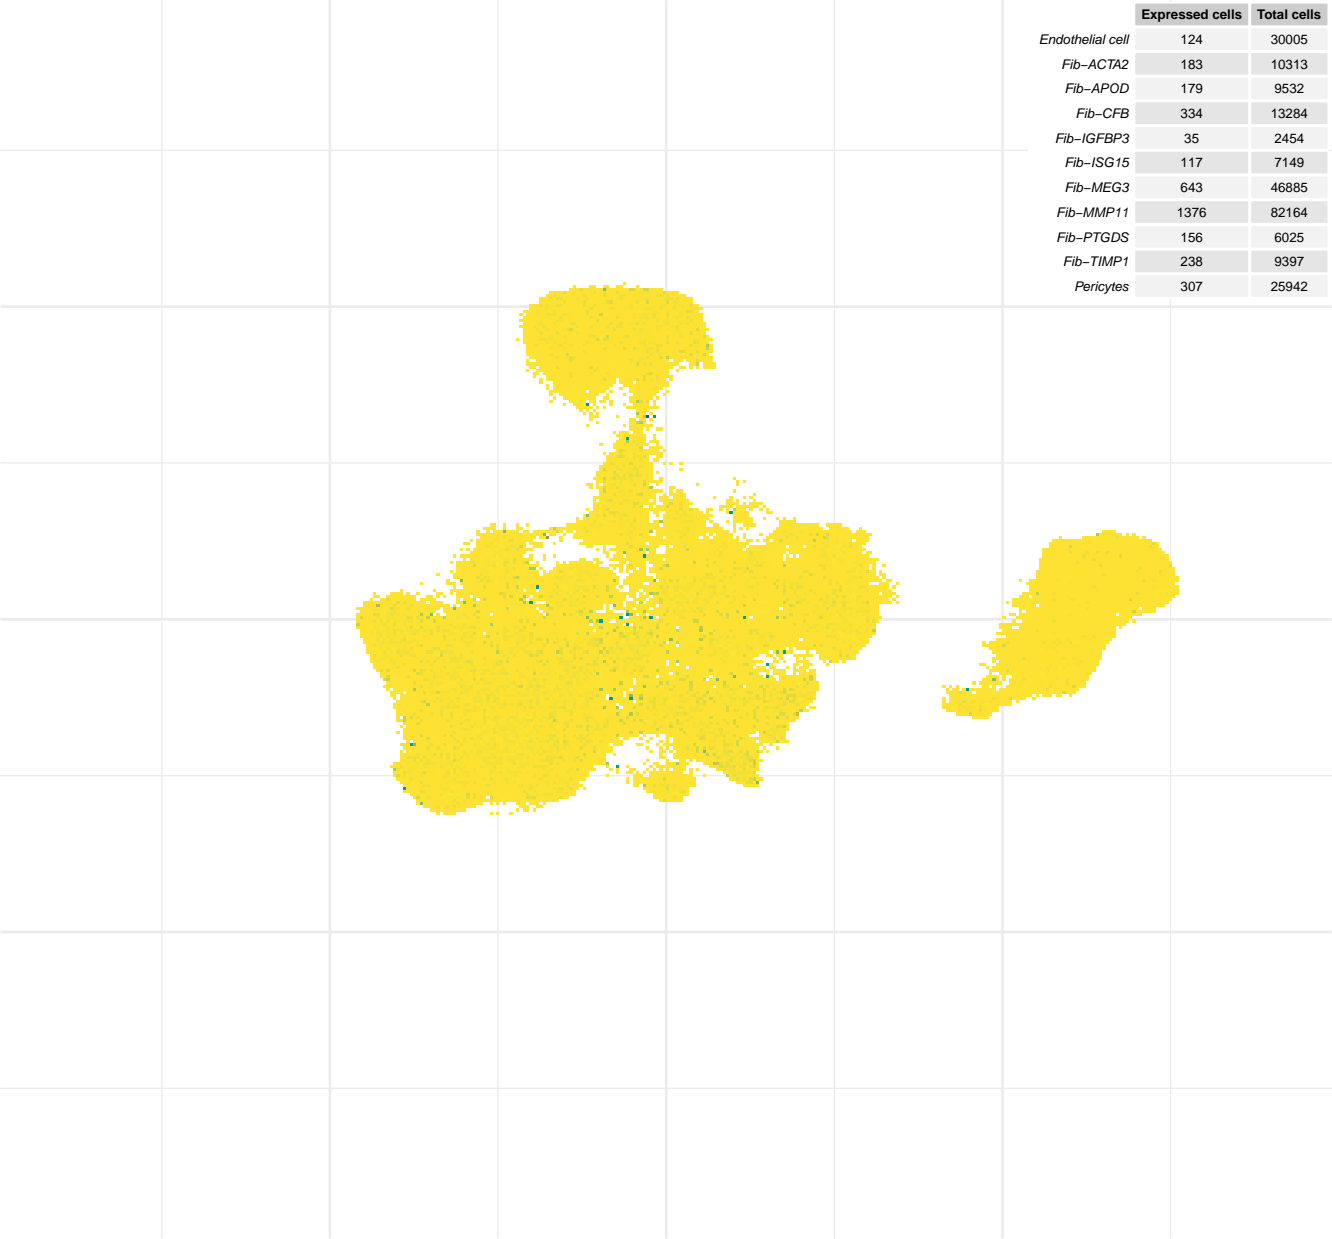 Expressed cells Total cells
Endothelial cell 124 30005
Fib−ACTA2 183 10313
Fib−APOD 179 9532
Fib−CFB 334 13284
Fib−IGFBP3 35 2454
Fib−ISG15 117 7149
Fib−MEG3 643 46885
Fib−MMP11 1376 82164
Fib−PTGDS 156 6025
Fib−TIMP1 238 9397
Pericytes 307 25942